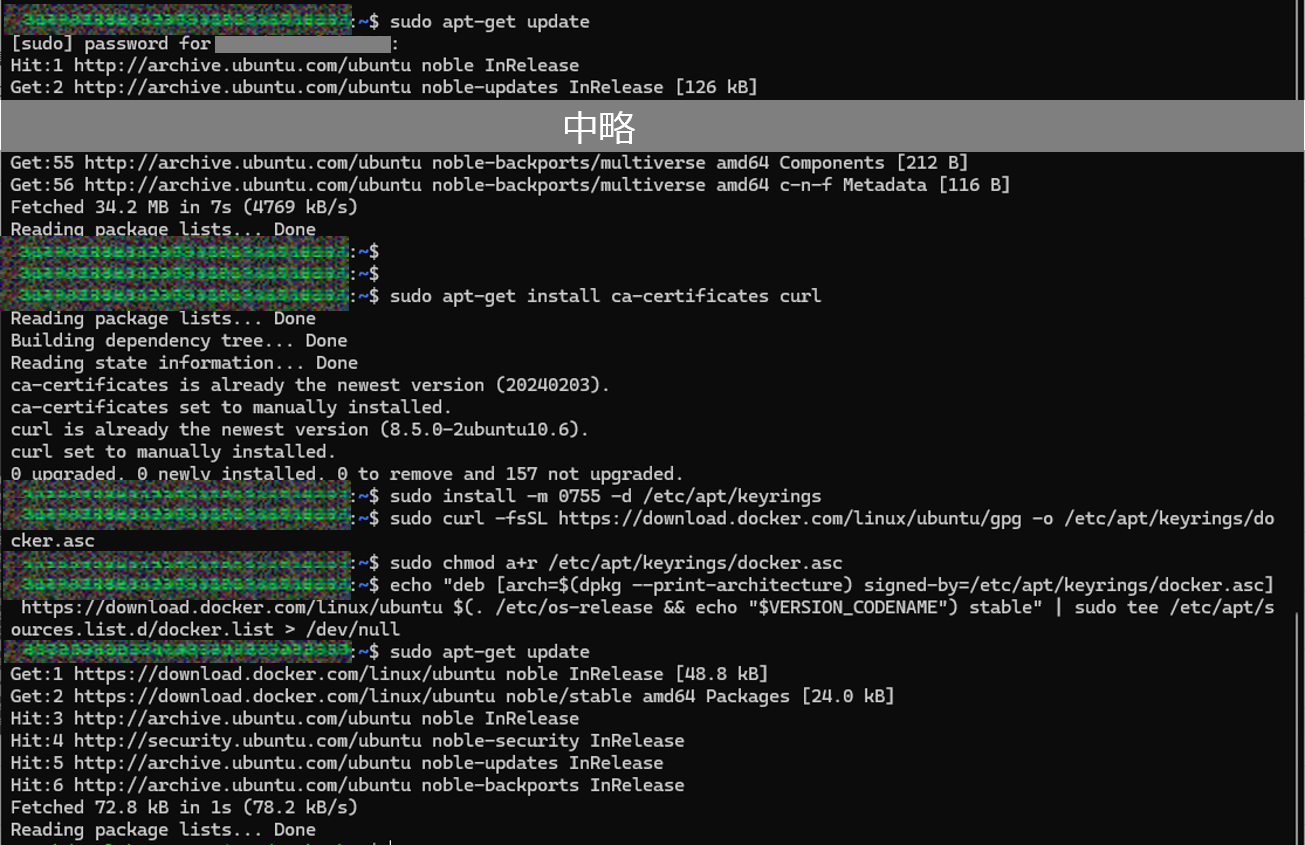 :~$ sudo apt-get update
[sudo] password for :
Hit:1 http://archive.ubuntu.com/ubuntu noble InRelease
Get:2 http://archive.ubuntu.com/ubuntu noble-updates InRelease [126 kB]
中略
Get:55 http://archive.ubuntu.com/ubuntu noble-backports/multiverse amd64 Components [212 B]
Get:56 http://archive.ubuntu.com/ubuntu noble-backports/multiverse amd64 c-n-f Metadata [116 B]
Fetched 34.2 MB in 7s (4769 kB/s)
Reading package lists... Done
:~$
:~$
:~$ sudo apt-get install ca-certificates curl
Reading package lists... Done
Building dependency tree... Done
Reading state information... Done
ca-certificates is already the newest version (20240203).
ca-certificates set to manually installed.
curl is already the newest version (8.5.0-2ubuntu10.6).
curl set to manually installed.
0 upgraded, 0 newly installed, 0 to remove and 157 not upgraded.
:~$ sudo install -m 0755 -d /etc/apt/keyrings
:~$ sudo curl -fsSL https://download.docker.com/linux/ubuntu/gpg -o /etc/apt/keyrings/do
cker.asc
:~$ sudo chmod a+r /etc/apt/keyrings/docker.asc
:~$ echo "deb [arch=$(dpkg --print-architecture) signed-by=/etc/apt/keyrings/docker.asc]
https://download.docker.com/linux/ubuntu $(. /etc/os-release && echo "$VERSION_CODENAME") stable" | sudo tee /etc/apt/s
ources.list.d/docker.list > /dev/null
:~$ sudo apt-get update
Get:1 https://download.docker.com/linux/ubuntu noble InRelease [48.8 kB]
Get:2 https://download.docker.com/linux/ubuntu noble/stable amd64 Packages [24.0 kB]
Hit:3 http://archive.ubuntu.com/ubuntu noble InRelease
Hit:4 http://security.ubuntu.com/ubuntu noble-security InRelease
Hit:5 http://archive.ubuntu.com/ubuntu noble-updates InRelease
Hit:6 http://archive.ubuntu.com/ubuntu noble-backports InRelease
Fetched 72.8 kB in 1s (78.2 kB/s)
Reading package lists... Done